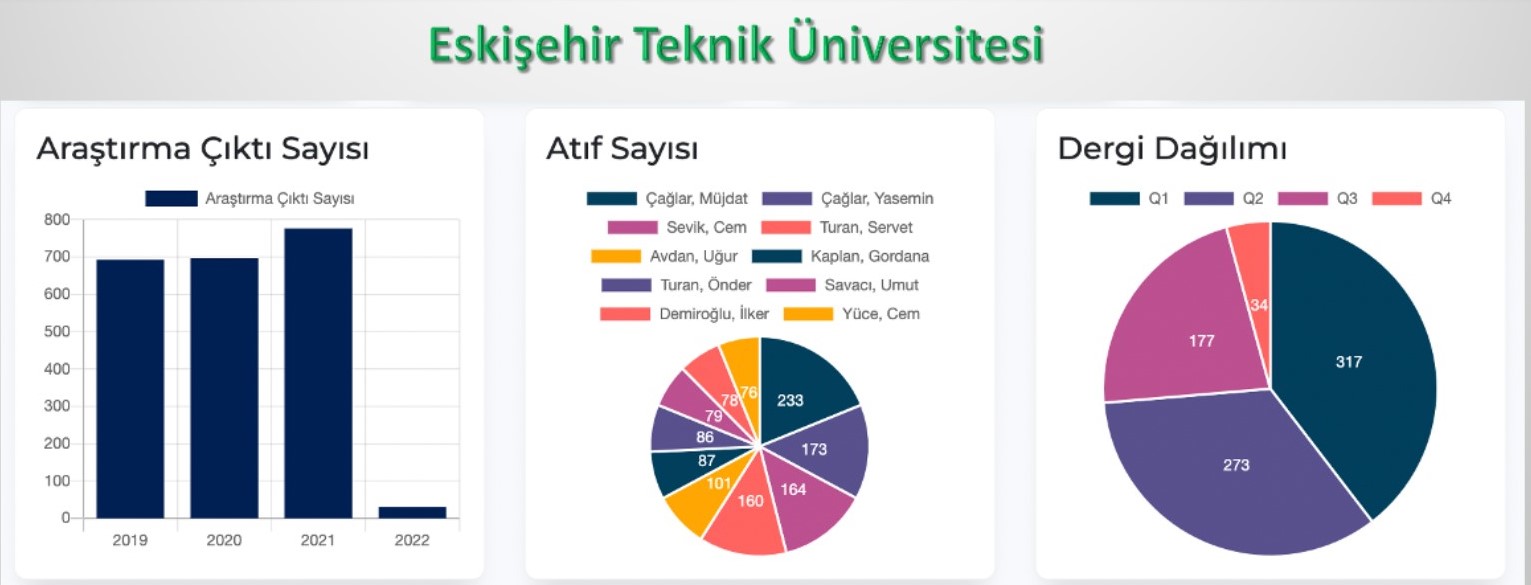 Eskişehir Teknik Üniversitesi
Araştırma Çıktı Sayısı
Araştırma Çıktı Sayısı
800
700
600
500
400
300
200
100
0
2019 2020 2021 2022
Atıf Sayısı
Çağlar, Müjdat Çağlar, Yasemin
Sevik, Cem Turan, Servet
Avdan, Uğur Kaplan, Gordana
Turan, Önder Savacı, Umut
Demiroğlu, İlker Yüce, Cem
233
173
164
160
101
87
86
79
78
76
Dergi Dağılımı
Q1 Q2 Q3 Q4
317
273
177
34